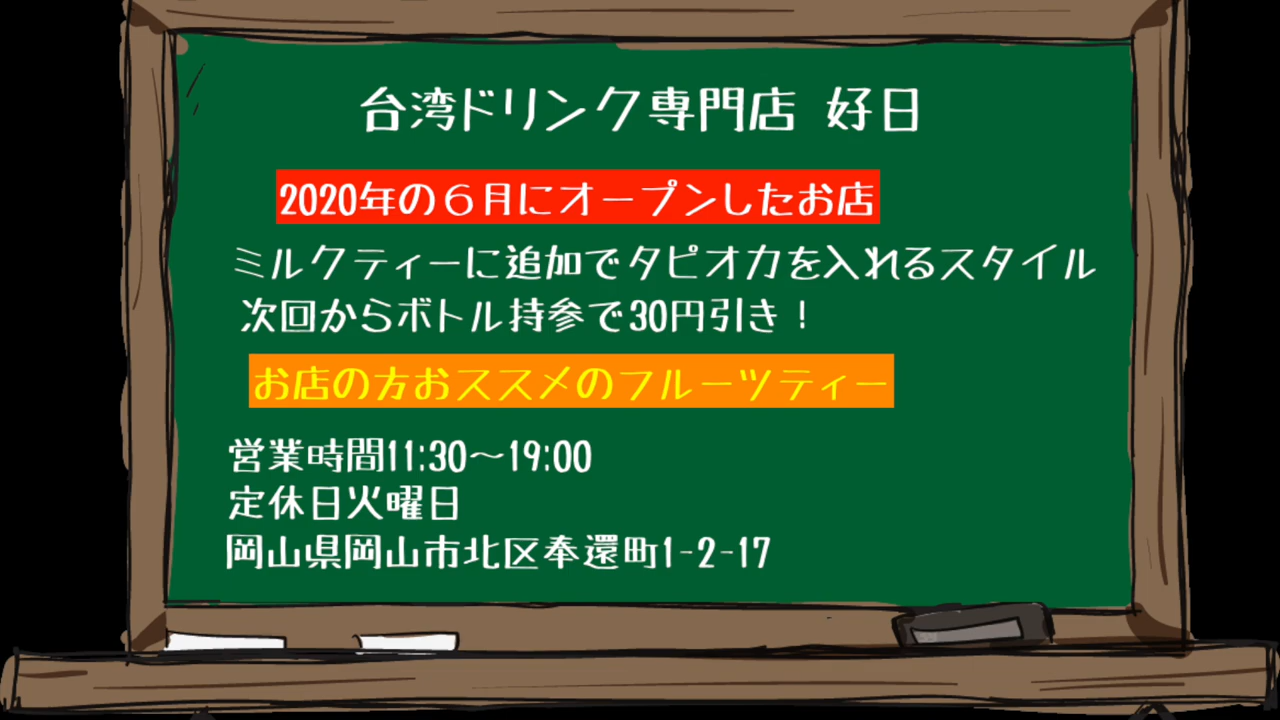 台湾ドリンク専門店 好日
2020年の６月にオープンしたお店
ミルクティーに追加でタピオカを入れるスタイル
次回からボトル持参で30円引き！
お店の方おススメのフルーツティー
営業時間11:30～19:00
定休日火曜日
岡山県岡山市北区奉還町1-2-17